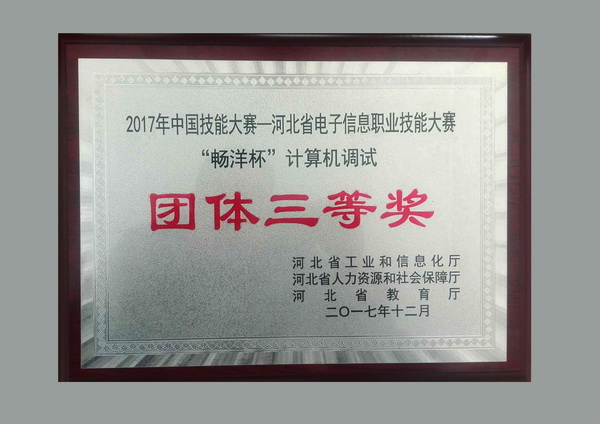 2017年中国技能大赛—河北省电子信息职业技能大赛
“畅洋杯”计算机调试
团体三等奖
河北省工业和信息化厅
河北省人力资源和社会保障厅
河北省教育厅
二〇一七年十二月